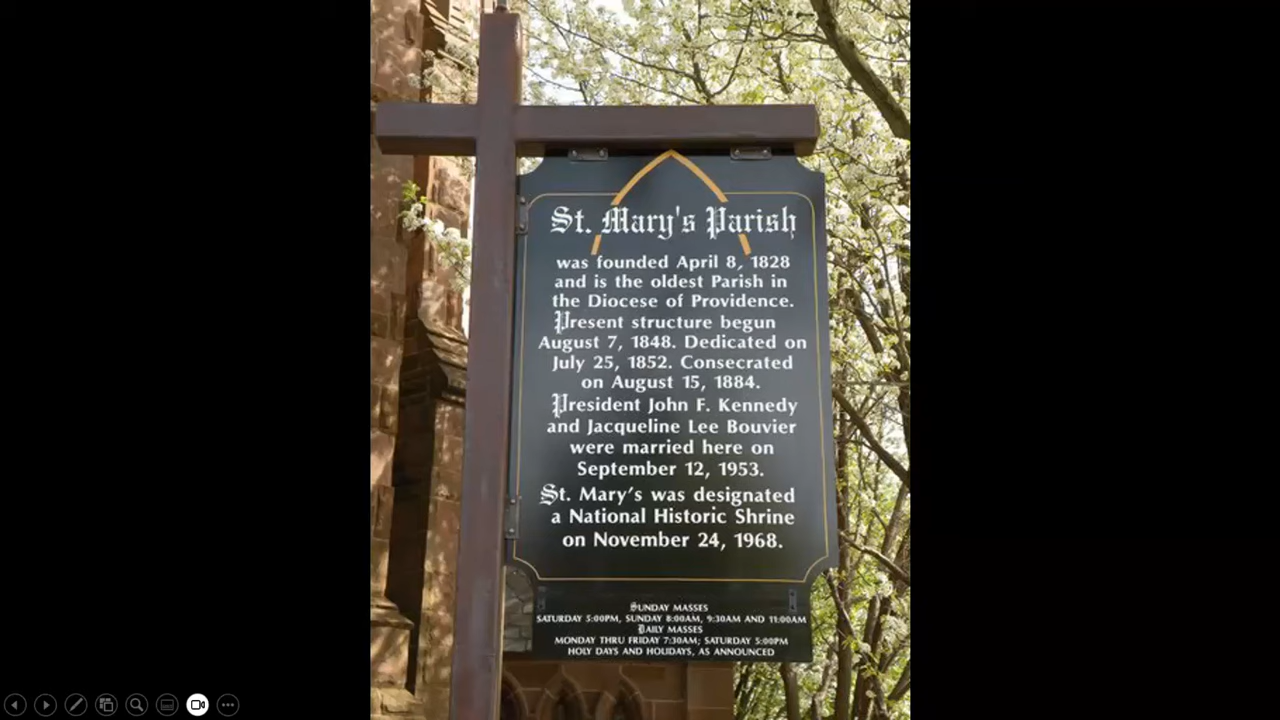 St. Mary's Parish
was founded April 8, 1828
and is the oldest Parish in
the Diocese of Providence.
Present structure begun
August 7, 1848. Dedicated on
July 25, 1852. Consecrated
on August 15, 1884.
President John F. Kennedy
and Jacqueline Lee Bouvier
were married here on
September 12, 1953.
St. Mary's was designated
a National Historic Shrine
on November 24, 1968.
SUNDAY MASSES
SATURDAY 5:00PM, SUNDAY 8:00AM, 9:30AM AND 11:00AM
DAILY MASSES
MONDAY THRU FRIDAY 7:30AM; SATURDAY 5:00PM
HOLY DAYS AND HOLIDAYS, AS ANNOUNCED